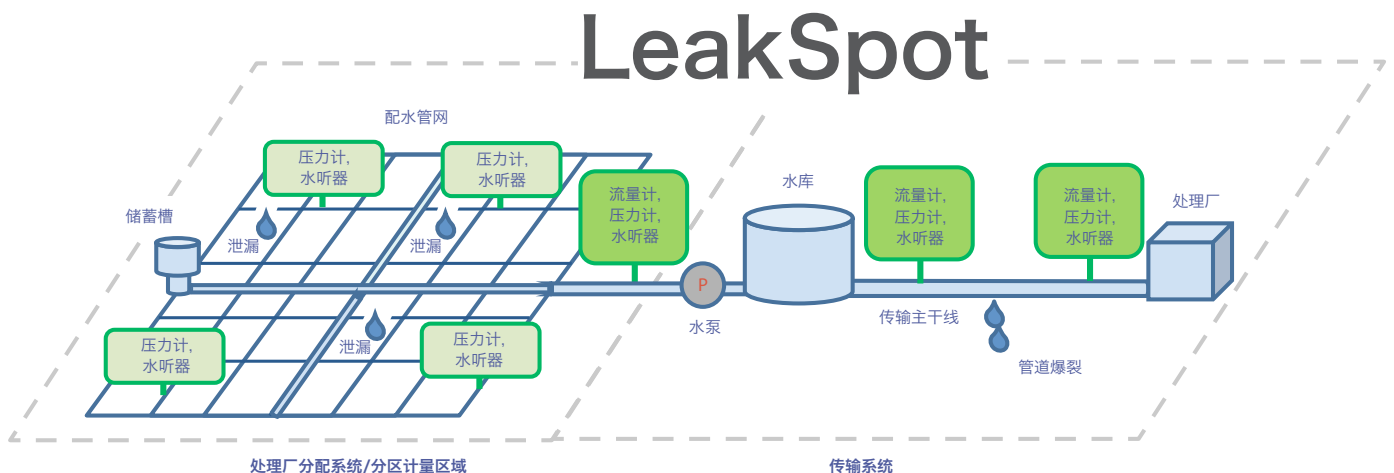 LeakSpot
配水管网
压力计,
水听器
压力计,
水听器
流量计,
压力计,
水听器
水库
流量计,
压力计,
水听器
流量计,
压力计,
水听器
处理厂
储蓄槽
泄漏
泄漏
P
水泵
传输主干线
管道爆裂
泄漏
压力计,
水听器
压力计,
水听器
处理厂分配系统/分区计量区域
传输系统